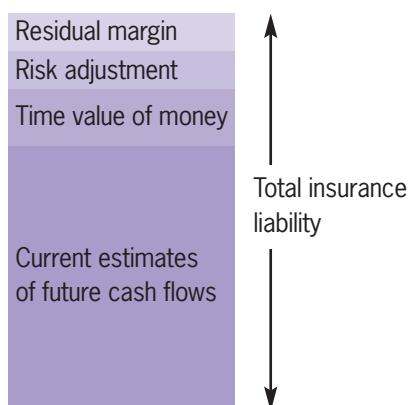 Residual margin
Risk adjustment
Time value of money
Total insurance
liability
Current estimates
of future cash flows